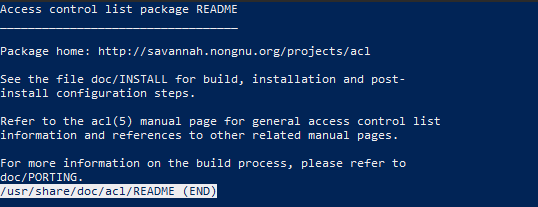 Access control list package README
__________________________________
Package home: http://savannah.nongnu.org/projects/acl
See the file doc/INSTALL for build, installation and post-
install configuration steps.
Refer to the acl(5) manual page for general access control list
information and references to other related manual pages.
For more information on the build process, please refer to
doc/PORTING.
/usr/share/doc/acl/README (END)